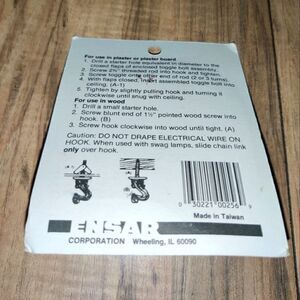 For use in plaster or plaster board
1. Drill a starter hole equivalent in diameter to the
closed flaps of enclosed toggle bolt assembly.
2. Screw 2½" threaded rod into hook and tighten.
3. Screw toggle onto other end of rod (2 or 3 turns).
4. With flaps closed, insert assembled toggle bolt into
ceiling. (A-1)
5. Tighten by slightly pulling hook and turning it
clockwise until snug with ceiling.
For use in wood
1. Drill a small starter hole.
2. Screw blunt end of 1½" pointed wood screw into
hook. (B)
3. Screw hook clockwise into wood until tight. (A)
Caution: DO NOT DRAPE ELECTRICAL WIRE ON
HOOK. When used with swag lamps, slide chain link
only over hook.
0 30221 00256 9
Made in Taiwan
ENSAR
CORPORATION Wheeling, IL 60090